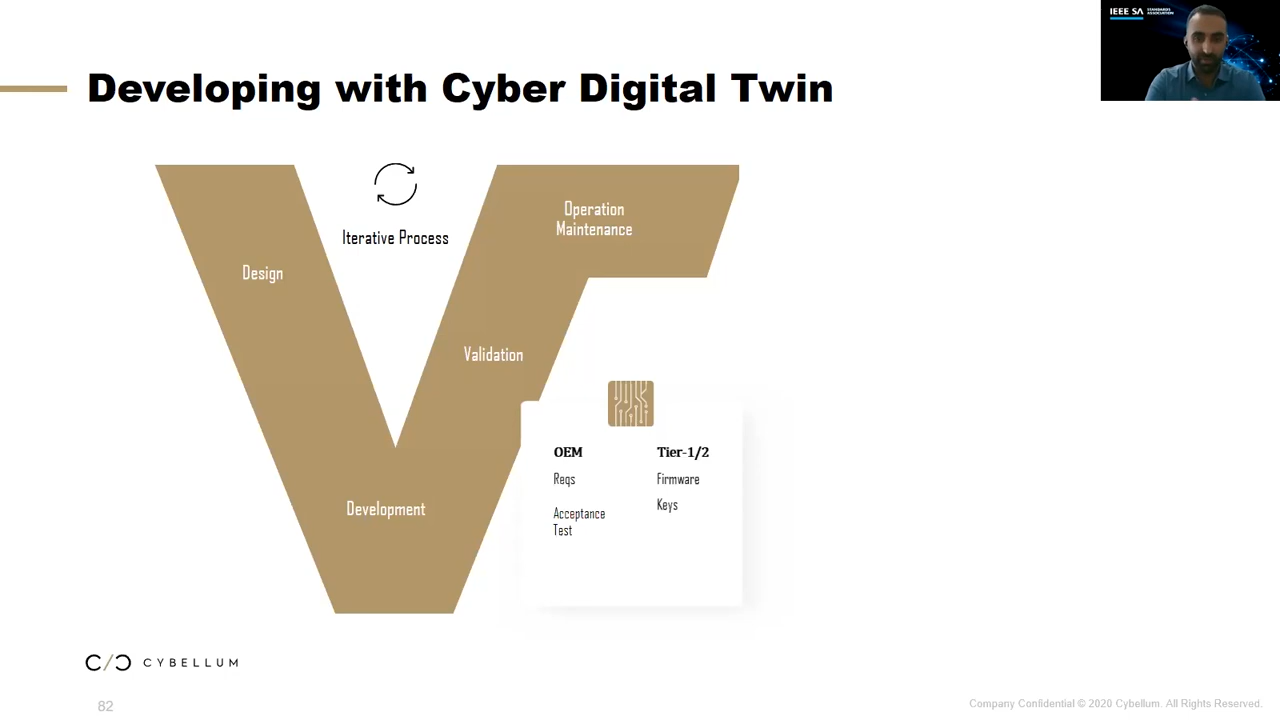 IEEE SA STANDARDS
ASSOCIATION
Developing with Cyber Digital Twin
Iterative Process
Operation
Maintenance
Design
Validation
Development
OEM
Reqs
Acceptance
Test
Tier-1/2
Firmware
Keys
CYBELLUM
82
Company Confidential © 2020 Cybellum. All Rights Reserved.